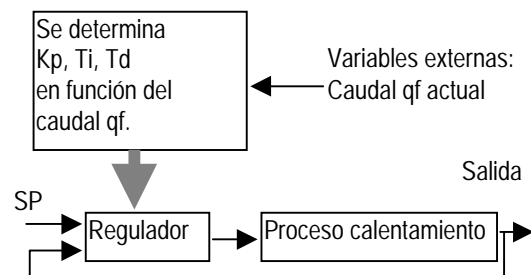 Se determina
Kp, Ti, Td
en función del
caudal qf.
Variables externas:
Caudal qf actual
Salida
SP
Regulador
Proceso calentamiento